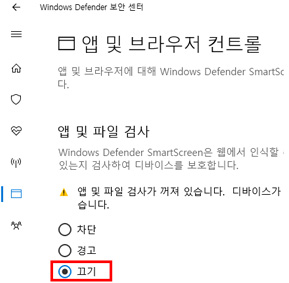 Windows Defender 보안 센터
앱 및 브라우저 컨트롤
앱 및 브라우저에 대해 Windows Defender SmartSc
다.
앱 및 파일 검사
Windows Defender SmartScreen은 웹에서 인식할 수
있는지 검사하여 디바이스를 보호합니다.
앱 및 파일 검사가 꺼져 있습니다. 디바이스가
습니다.
차단
경고
끄기